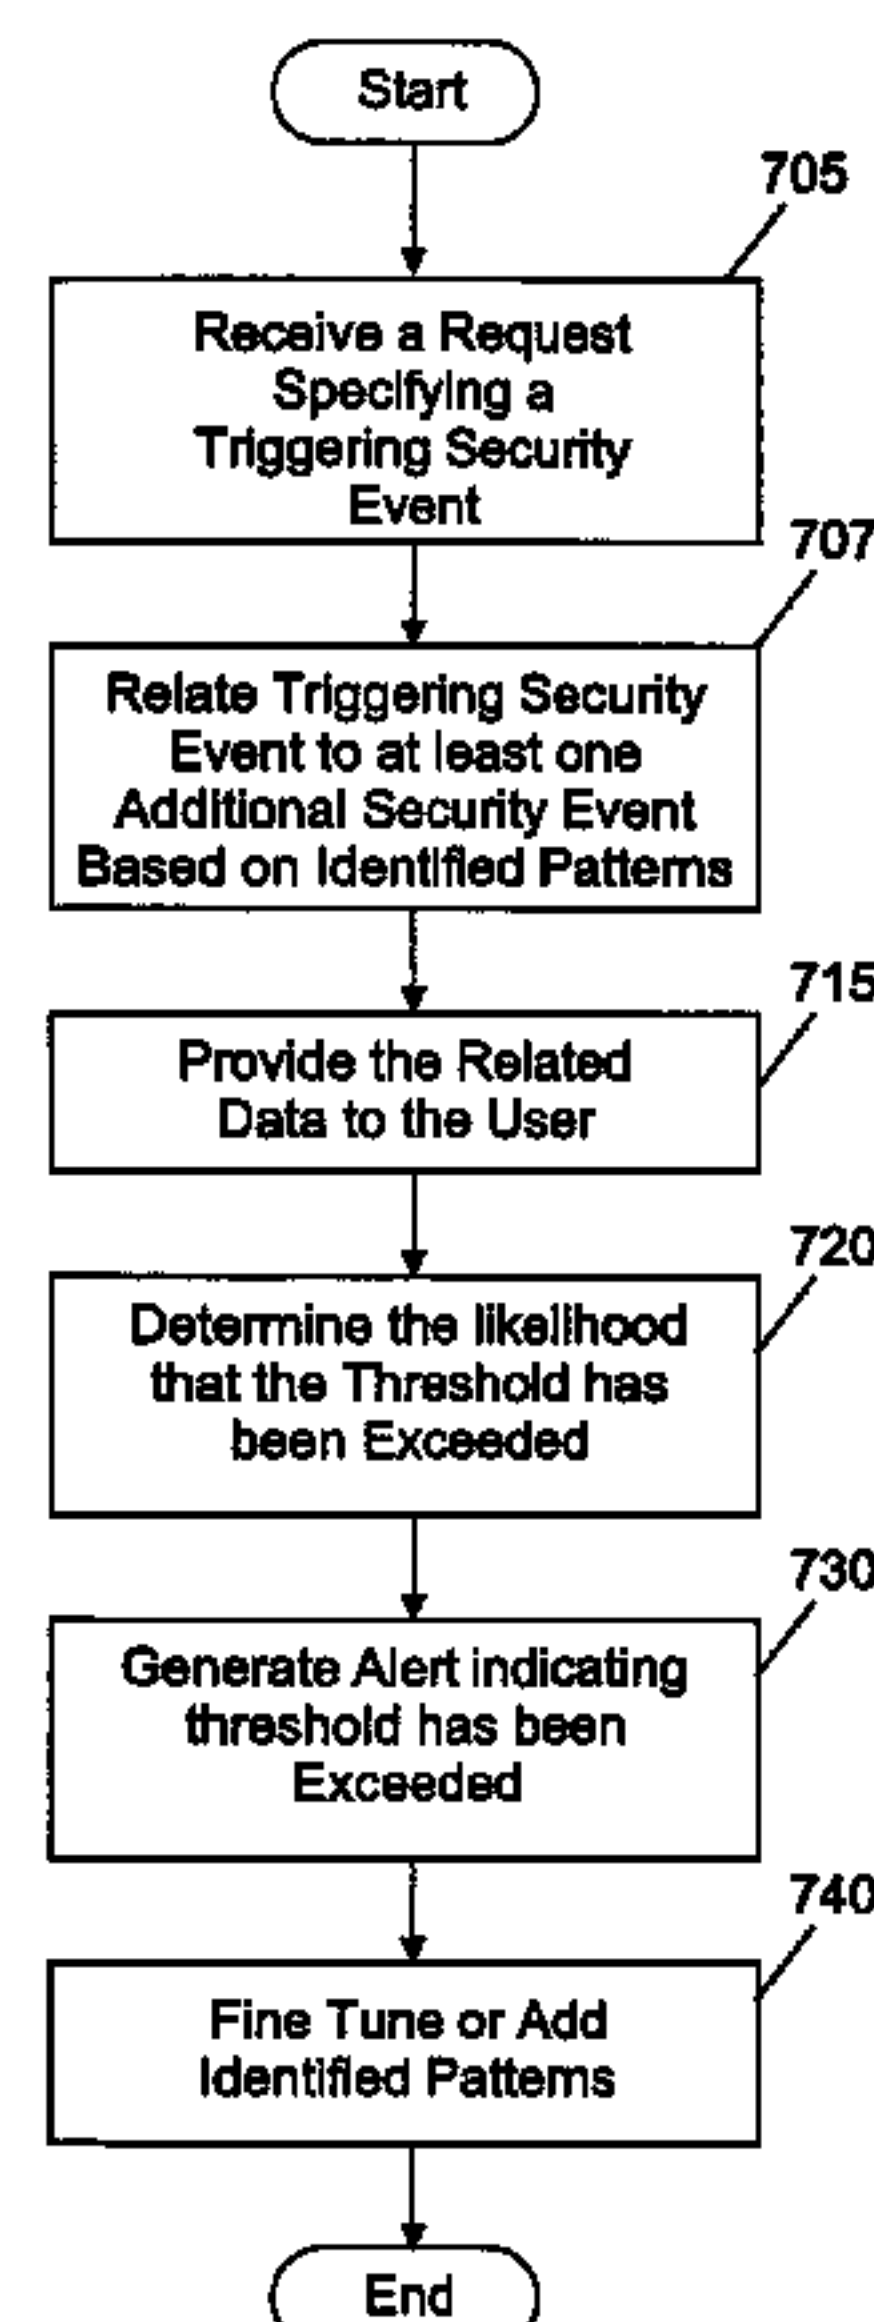 Start
705
Receive a Request
Specifying a
Triggering Security
Event
707
Relate Triggering Security
Event to at least one
Additional Security Event
Based on Identified Patterns
715
Provide the Related
Data to the User
720
Determine the likelihood
that the Threshold has
been Exceeded
730
Generate Alert indicating
threshold has been
Exceeded
740
Fine Tune or Add
Identified Patterns
End